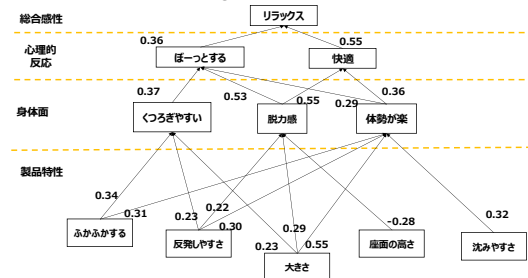 総合感性
リラックス
心理的
反応
0.36
0.55
ぼーっとする
快適
身体面
0.37
0.53
0.55
0.29
0.36
くつろぎやすい
脱力感
体勢が楽
製品特性
0.34
0.31
0.23
0.22
0.30
0.29
0.23
0.55
-0.28
0.32
ふかふかする
反発しやすさ
大きさ
座面の高さ
沈みやすさ